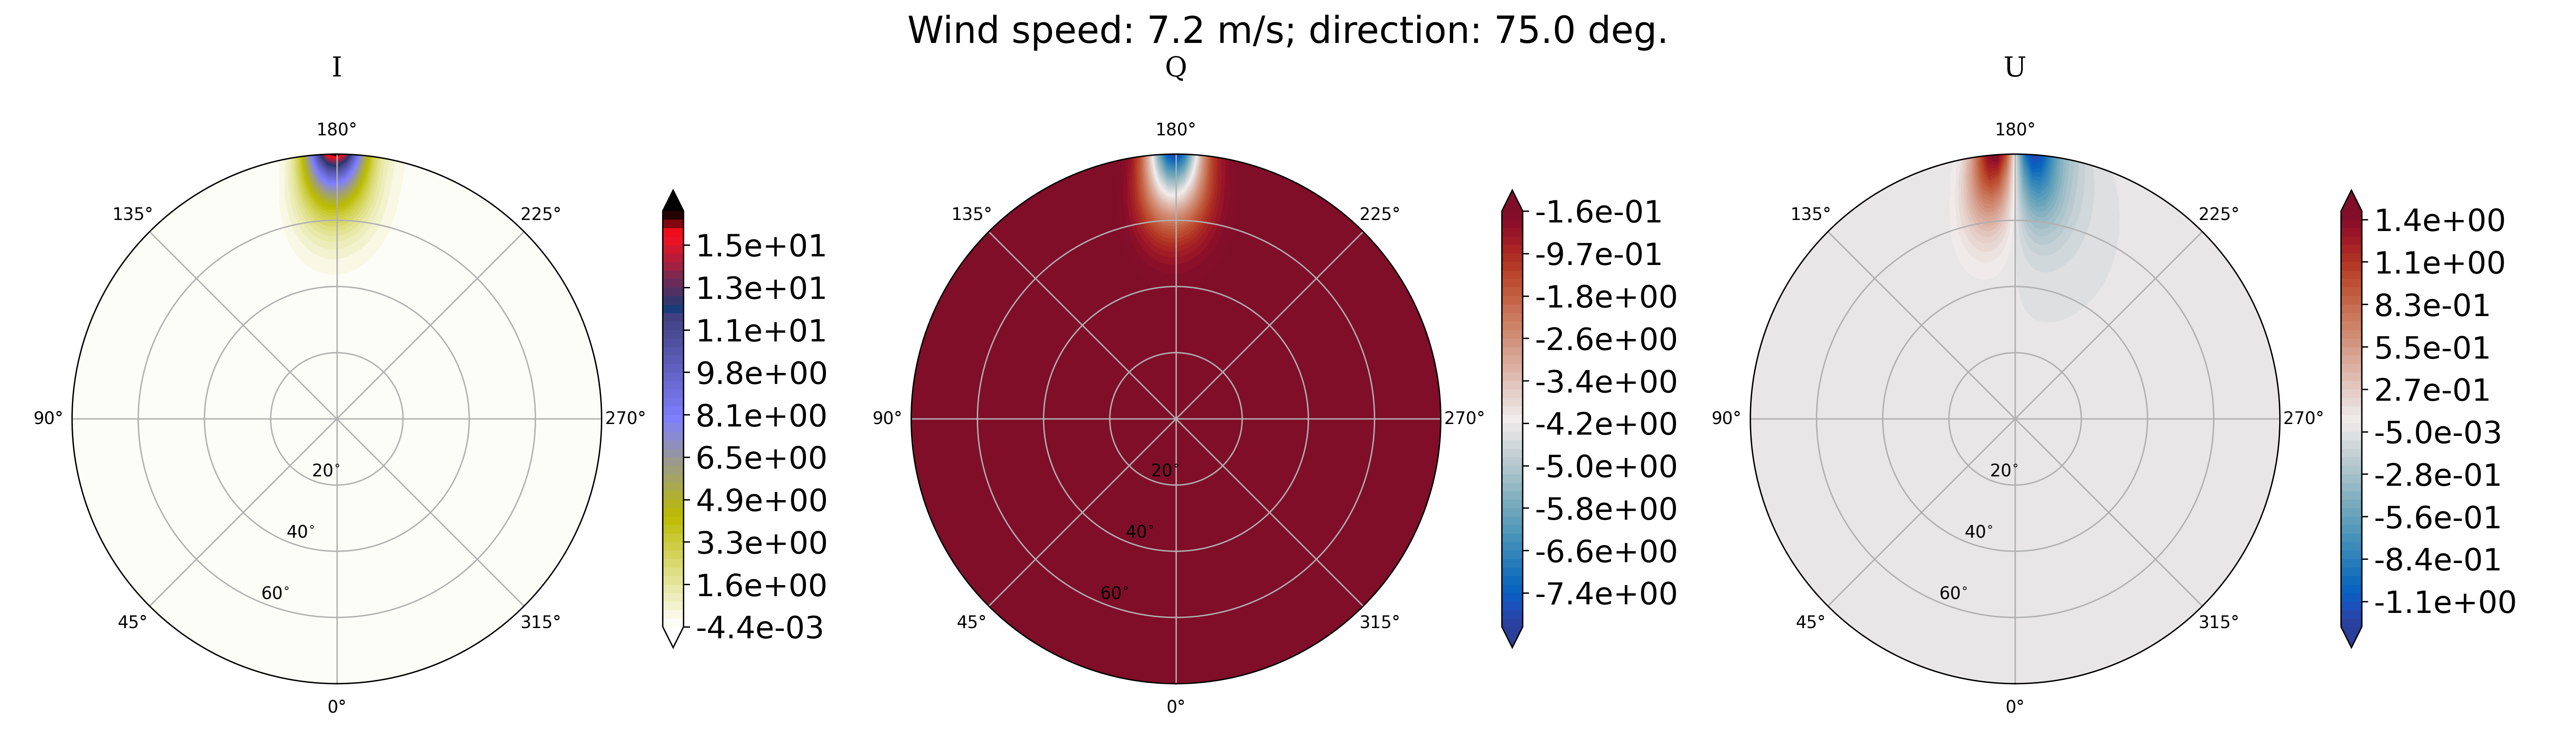 Wind speed: 7.2 m/s; direction: 75.0 deg.
I
180°
135°
225°
90°
270°
20°
40°
60°
45°
315°
0°
1.5e+01
1.3e+01
1.1e+01
9.8e+00
8.1e+00
6.5e+00
4.9e+00
3.3e+00
1.6e+00
-4.4e-03
Q
180°
135°
225°
90°
270°
20°
40°
60°
45°
315°
0°
-1.6e-01
-9.7e-01
-1.8e+00
-2.6e+00
-3.4e+00
-4.2e+00
-5.0e+00
-5.8e+00
-6.6e+00
-7.4e+00
U
180°
135°
225°
90°
270°
20°
40°
60°
45°
315°
0°
1.4e+00
1.1e+00
8.3e-01
5.5e-01
2.7e-01
-5.0e-03
-2.8e-01
-5.6e-01
-8.4e-01
-1.1e+00